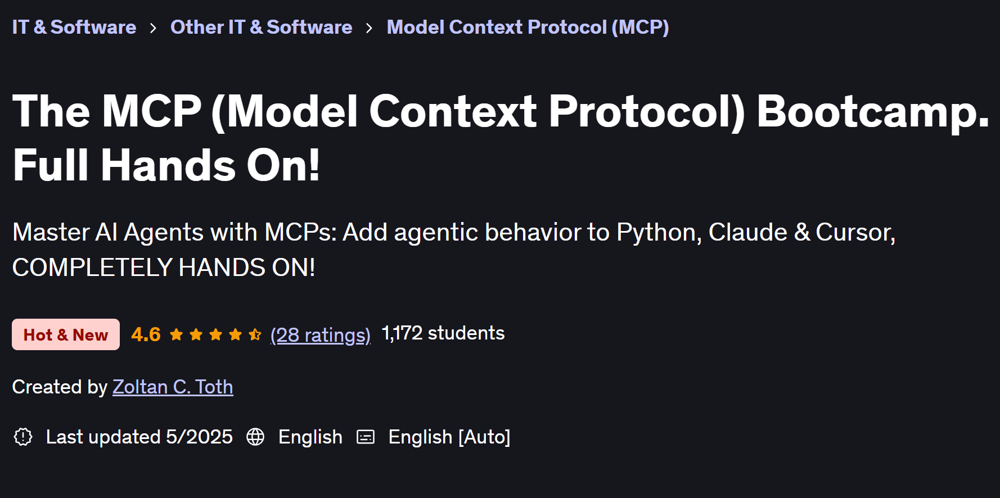 IT & Software > Other IT & Software > Model Context Protocol (MCP)
The MCP (Model Context Protocol) Bootcamp.
Full Hands On!
Master AI Agents with MCPs: Add agentic behavior to Python, Claude & Cursor,
COMPLETELY HANDS ON!
Hot & New 4.6 (28 ratings) 1,172 students
Created by Zoltan C. Toth
Last updated 5/2025 English English [Auto]